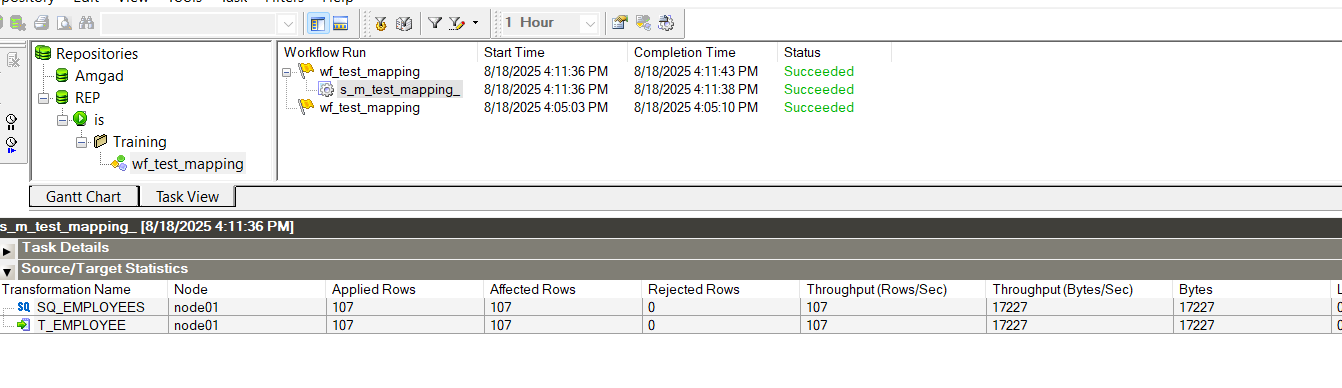 View Tools Task Filters Help
1 Hour
Repositories
Amgad
REP
is
Training
wf_test_mapping
Workflow Run Start Time Completion Time Status
wf_test_mapping 8/18/2025 4:11:36 PM 8/18/2025 4:11:43 PM Succeeded
s_m_test_mapping_ 8/18/2025 4:11:36 PM 8/18/2025 4:11:38 PM Succeeded
wf_test_mapping 8/18/2025 4:05:03 PM 8/18/2025 4:05:10 PM Succeeded
Gantt Chart Task View
s_m_test_mapping_ [8/18/2025 4:11:36 PM]
Task Details
Source/Target Statistics
Transformation Name Node Applied Rows Affected Rows Rejected Rows Throughput (Rows/Sec) Throughput (Bytes/Sec) Bytes
SQ SQ_EMPLOYEES node01 107 107 0 107 17227 17227
T_EMPLOYEE node01 107 107 0 107 17227 17227